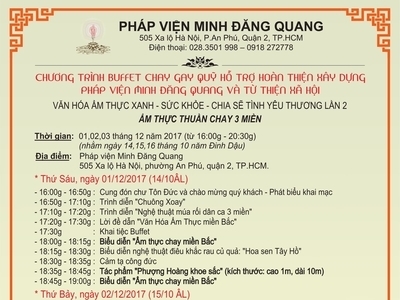 PHÁP VIỆN MINH ĐĂNG QUANG
505 Xa lộ Hà Nội, P.An Phú, Quận 2, TP.HCM
Điện thoại: 028.3501 998 – 0918 272778
CHƯƠNG TRÌNH BUFFET CHAY GAY QUỸ HỖ TRỢ HOÀN THIỆN XÂY DỰNG
PHÁP VIỆN MINH ĐĂNG QUANG VÀ TỪ THIỆN XÃ HỘI
VĂN HÓA ẨM THỰC XANH - SỨC KHỎE - CHIA SẼ TÌNH YÊU THƯƠNG LẦN 2
ẨM THỰC THUẦN CHAY 3 MIỀN
Thời gian: 01,02,03 tháng 12 năm 2017 (từ 16:00g - 20:30g)
(nhằm ngày 14,15,16 tháng 10 năm Đinh Dậu)
Địa điểm: Pháp viện Minh Đăng Quang
505 Xa lộ Hà Nội, phường An Phú, quận 2, TP.HCM.
* Thứ Sáu, ngày 01/12/2017 (14/10ÂL)
- 16:00g - 16:50g : Cung đón chư Tôn Đức và chào mừng quý khách - Phát biểu khai mạc
- 16:50g - 17:10g : Trình diễn "Chuông Xoay"
- 17:10g - 17:20g : Trình diễn "Nghệ thuật múa rối dân ca 3 miền"
- 17:20g - 17:30g : Lời đề dẫn "Văn Hóa Ẩm Thực miền Bắc"
- 17:30g : Khai tiệc Buffet
- 18:00g - 18:15g : Biểu diễn "Ẩm thực chay miền Bắc"
- 18:15g - 18:30g : Biểu diễn nghệ thuật điêu khắc rau củ quả: "Hoa sen Tây Hồ"
- 18:30g - 18:35g : Cảm tạ công đức
- 18:35g - 18:45g : Tác phẩm "Phượng Hoàng khoe sắc" (kích thước: cao 1m, dài 10m)
- 18:45g - 19:00g : Biểu diễn "Ẩm thực chay miền Bắc"
* Thứ Bảy, ngày 02/12/2017 (15/10 ÂL)